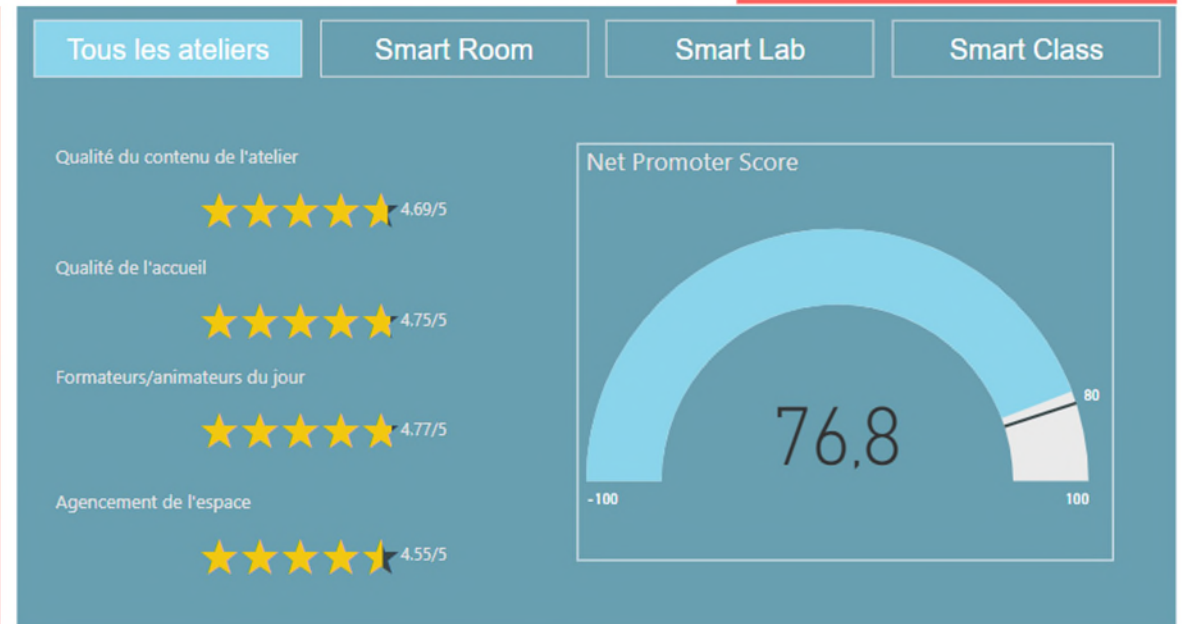 Tous les ateliers
Smart Room
Smart Lab
Smart Class
Qualité du contenu de l'atelier
4.69/5
Qualité de l'accueil
4.75/5
Formateurs/animateurs du jour
4.77/5
Agencement de l'espace
4.55/5
Net Promoter Score
80
76,8
-100
100